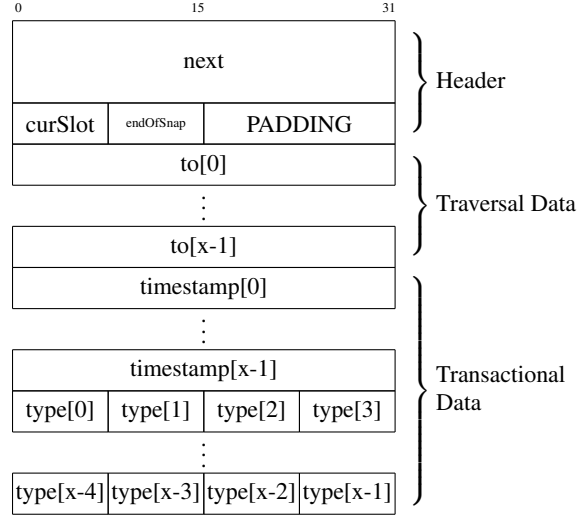 0 15 31
next
Header
curSlot endOfSnap PADDING
to[0]
⋮
Traversal Data
to[x-1]
timestamp[0]
⋮
timestamp[x-1]
Transactional
Data
type[0] type[1] type[2] type[3]
⋮
type[x-4] type[x-3] type[x-2] type[x-1]